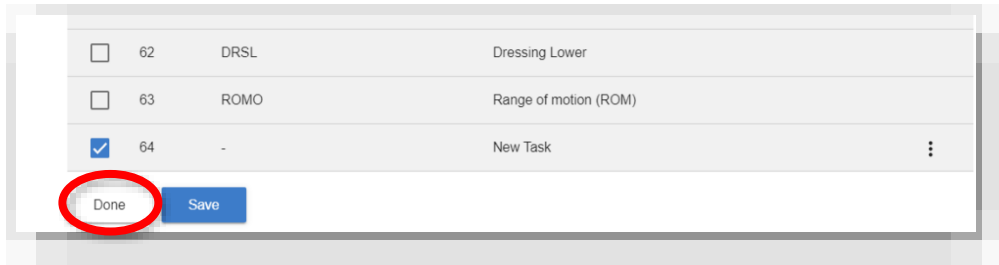 62 DRSL Dressing Lower
63 ROMO Range of motion (ROM)
64 - New Task
Done Save